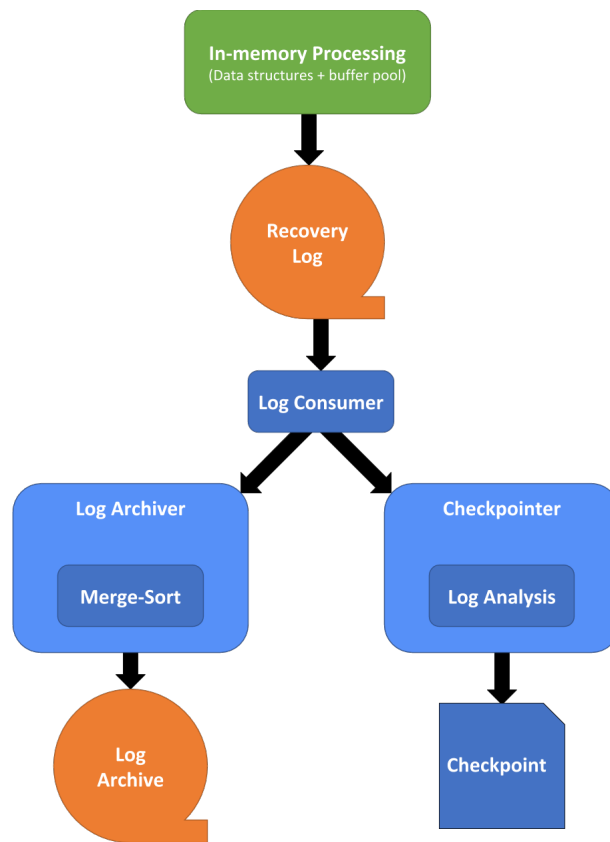 In-memory Processing
(Data structures + buffer pool)
Recovery
Log
Log Consumer
Log Archiver
Merge-Sort
Checkpointer
Log Analysis
Log
Archive
Checkpoint